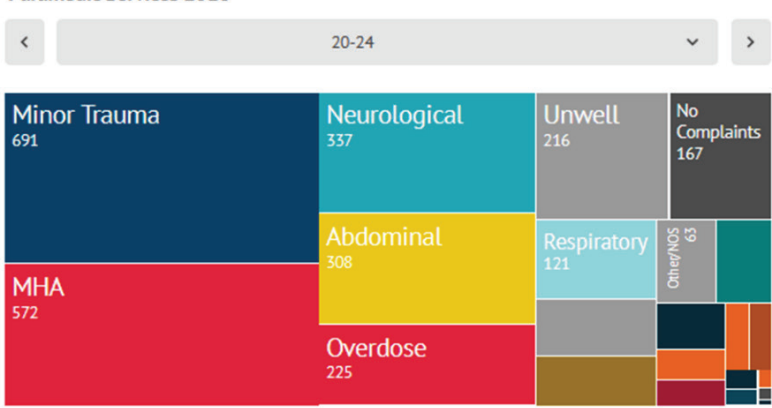 20-24
Minor Trauma
691
MHA
572
Neurological
337
Abdominal
308
Overdose
225
Unwell
216
No
Complaints
167
Respiratory
121
Other/NOS
63